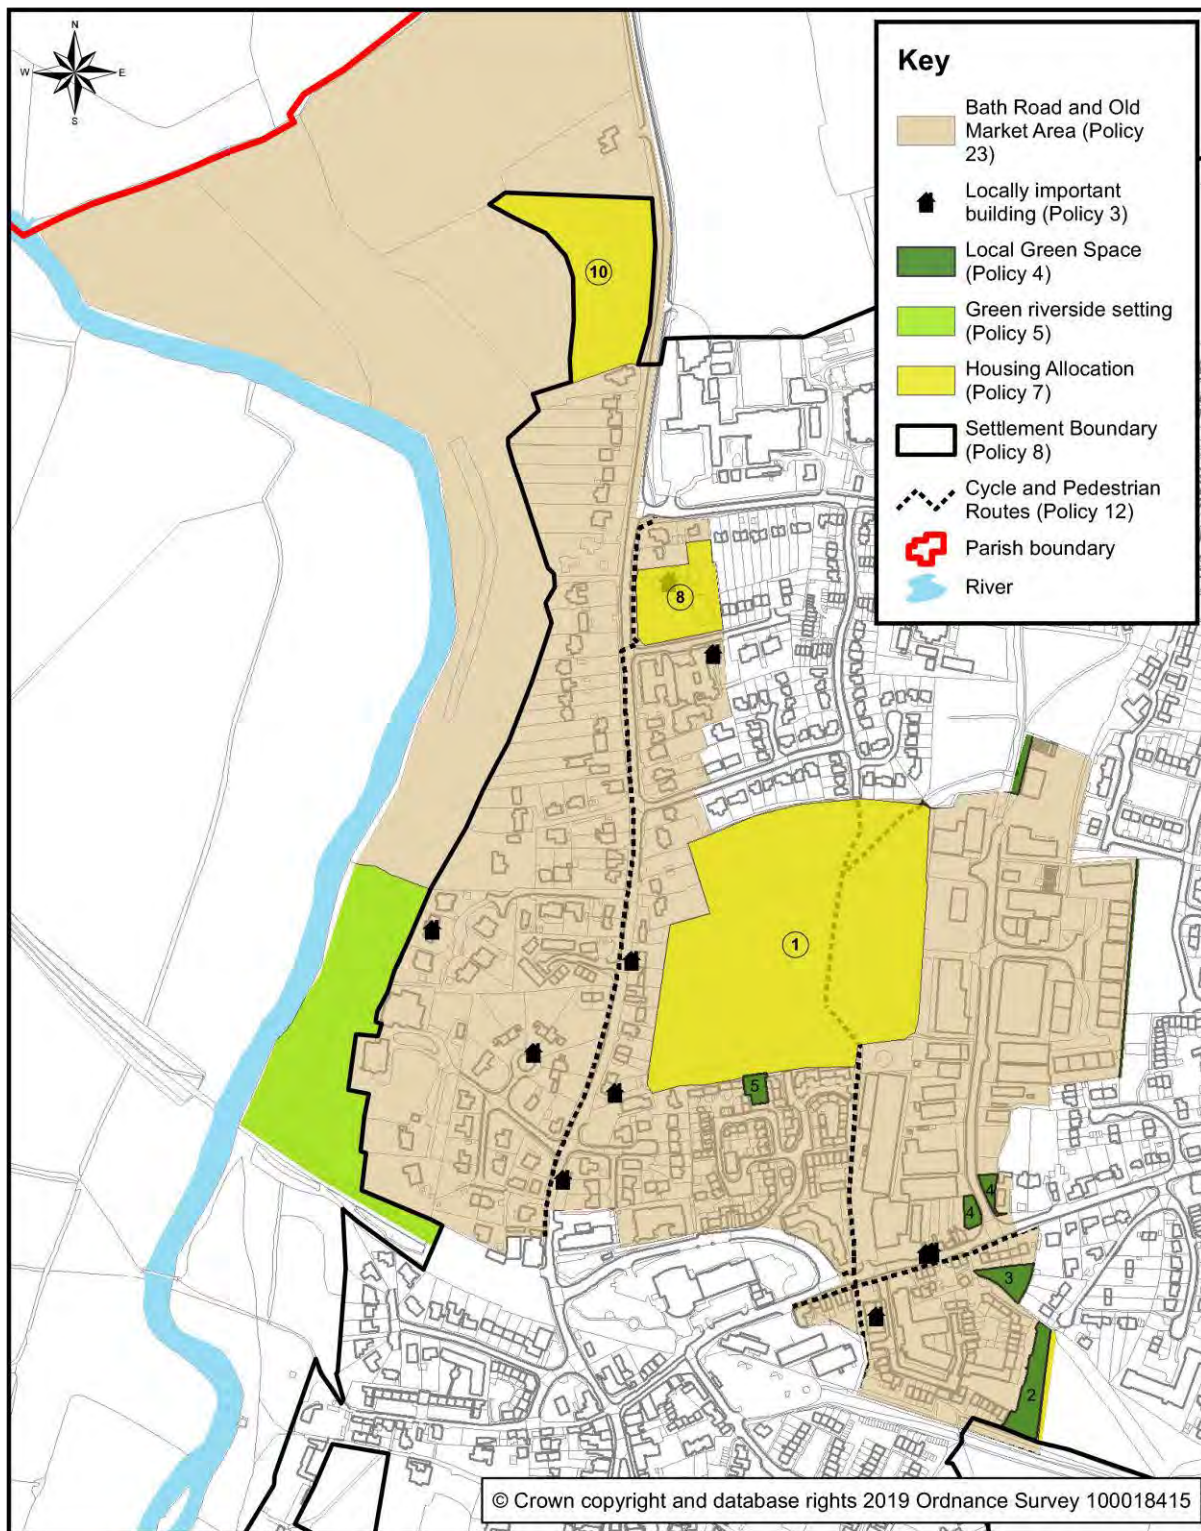 N
W E
S
Key
Bath Road and Old
Market Area (Policy
23)
Locally important
building (Policy 3)
Local Green Space
(Policy 4)
Green riverside setting
(Policy 5)
Housing Allocation
(Policy 7)
Settlement Boundary
(Policy 8)
Cycle and Pedestrian
Routes (Policy 12)
Parish boundary
River
10
8
1
5
4
4
3
2
© Crown copyright and database rights 2019 Ordnance Survey 100018415